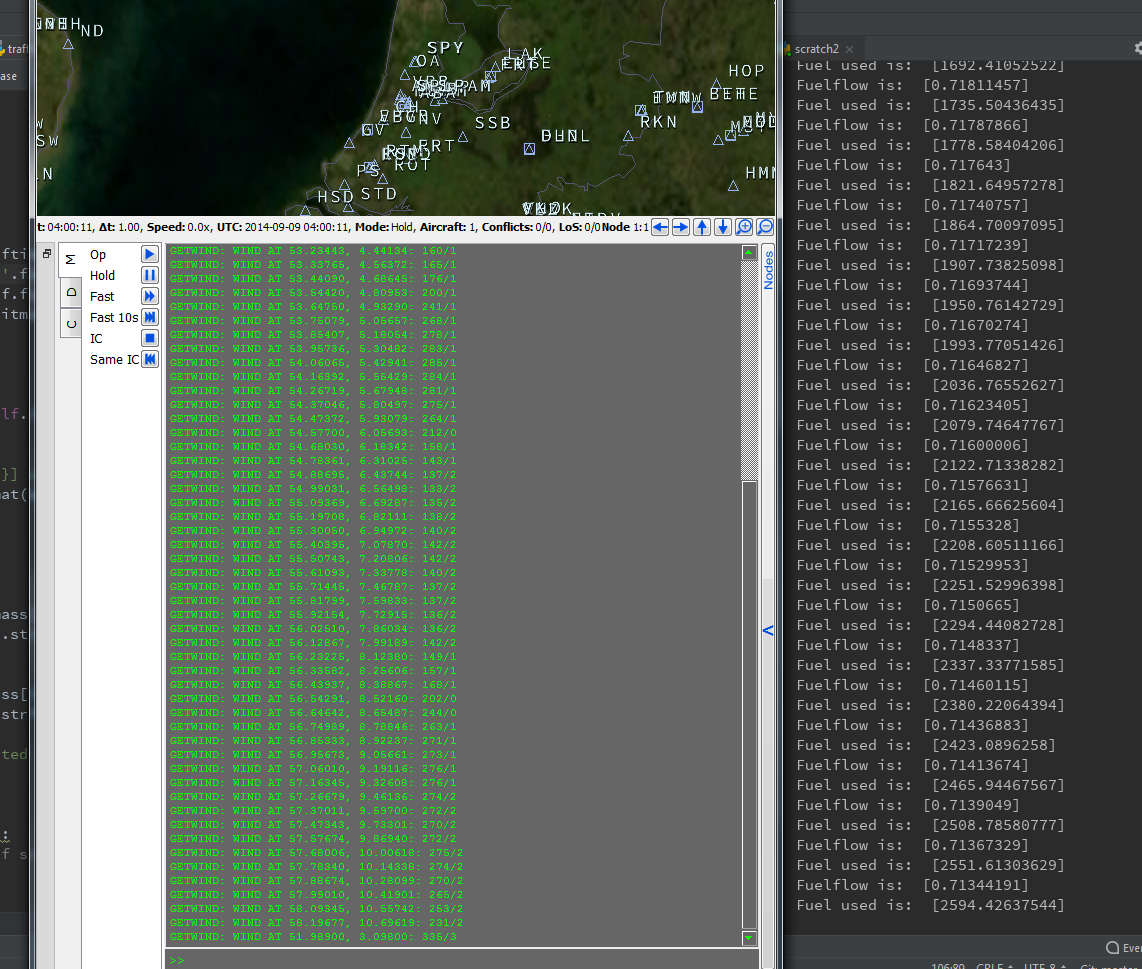 ND
SPY
OA
LAK
HOP
RKN
SSB
GV
PS
ROT
HSD
STD
HMM
t: 04:00:11, Δt: 1.00, Speed: 0.0x, UTC: 2014-09-09 04:00:11, Mode: Hold, Aircraft: 1, Conflicts: 0/0, LoS: 0/0 Node 1:1
Op
Hold
Fast
Fast 10s
IC
Same IC
M
D
C
Nodes
GETWIND: WIND AT 53.23443, 4.44134: 160/1
GETWIND: WIND AT 53.33765, 4.56372: 165/1
GETWIND: WIND AT 53.44090, 4.68645: 176/1
GETWIND: WIND AT 53.54420, 4.80953: 200/1
GETWIND: WIND AT 53.64750, 4.93290: 241/1
GETWIND: WIND AT 53.75079, 5.05657: 268/1
GETWIND: WIND AT 53.85407, 5.18054: 278/1
GETWIND: WIND AT 53.95736, 5.30482: 283/1
GETWIND: WIND AT 54.06065, 5.42941: 285/1
GETWIND: WIND AT 54.16392, 5.55429: 284/1
GETWIND: WIND AT 54.26719, 5.67948: 281/1
GETWIND: WIND AT 54.37046, 5.80497: 275/1
GETWIND: WIND AT 54.47372, 5.93079: 264/1
GETWIND: WIND AT 54.57700, 6.05693: 212/0
GETWIND: WIND AT 54.68030, 6.18342: 158/1
GETWIND: WIND AT 54.78361, 6.31025: 143/1
GETWIND: WIND AT 54.88695, 6.43744: 137/2
GETWIND: WIND AT 54.99031, 6.56498: 133/2
GETWIND: WIND AT 55.09369, 6.69287: 135/2
GETWIND: WIND AT 55.19708, 6.82111: 138/2
GETWIND: WIND AT 55.30050, 6.94972: 140/2
GETWIND: WIND AT 55.40395, 7.07870: 142/2
GETWIND: WIND AT 55.50743, 7.20806: 142/2
GETWIND: WIND AT 55.61093, 7.33778: 140/2
GETWIND: WIND AT 55.71445, 7.46787: 137/2
GETWIND: WIND AT 55.81799, 7.59833: 137/2
GETWIND: WIND AT 55.92154, 7.72915: 136/2
GETWIND: WIND AT 56.02510, 7.86034: 136/2
GETWIND: WIND AT 56.12867, 7.99189: 142/2
GETWIND: WIND AT 56.23225, 8.12380: 149/1
GETWIND: WIND AT 56.33582, 8.25606: 157/1
GETWIND: WIND AT 56.43937, 8.38867: 168/1
GETWIND: WIND AT 56.54291, 8.52160: 202/0
GETWIND: WIND AT 56.64642, 8.65487: 244/0
GETWIND: WIND AT 56.74989, 8.78846: 263/1
GETWIND: WIND AT 56.85333, 8.92237: 271/1
GETWIND: WIND AT 56.95673, 9.05661: 273/1
GETWIND: WIND AT 57.06010, 9.19116: 276/1
GETWIND: WIND AT 57.16345, 9.32608: 276/1
GETWIND: WIND AT 57.26679, 9.46136: 274/2
GETWIND: WIND AT 57.37011, 9.59700: 272/2
GETWIND: WIND AT 57.47343, 9.73301: 270/2
GETWIND: WIND AT 57.57674, 9.86940: 272/2
GETWIND: WIND AT 57.68006, 10.00618: 275/2
GETWIND: WIND AT 57.78340, 10.14338: 274/2
GETWIND: WIND AT 57.88674, 10.28099: 270/2
GETWIND: WIND AT 57.99010, 10.41901: 265/2
GETWIND: WIND AT 58.09345, 10.55742: 253/2
GETWIND: WIND AT 58.19677, 10.69619: 231/2
GETWIND: WIND AT 51.98900, 3.09800: 335/3
>>
scratch2
Fuel used is: [1692.41052522]
Fuelflow is: [0.71811457]
Fuel used is: [1735.50436435]
Fuelflow is: [0.71787866]
Fuel used is: [1778.58404206]
Fuelflow is: [0.717643]
Fuel used is: [1821.64957278]
Fuelflow is: [0.71740757]
Fuel used is: [1864.70097095]
Fuelflow is: [0.71717239]
Fuel used is: [1907.73825098]
Fuelflow is: [0.71693744]
Fuel used is: [1950.76142729]
Fuelflow is: [0.71670274]
Fuel used is: [1993.77051426]
Fuelflow is: [0.71646827]
Fuel used is: [2036.76552627]
Fuelflow is: [0.71623405]
Fuel used is: [2079.74647767]
Fuelflow is: [0.71600006]
Fuel used is: [2122.71338282]
Fuelflow is: [0.71576631]
Fuel used is: [2165.66625604]
Fuelflow is: [0.7155328]
Fuel used is: [2208.60511166]
Fuelflow is: [0.71529953]
Fuel used is: [2251.52996398]
Fuelflow is: [0.7150665]
Fuel used is: [2294.44082728]
Fuelflow is: [0.7148337]
Fuel used is: [2337.33771585]
Fuelflow is: [0.71460115]
Fuel used is: [2380.22064394]
Fuelflow is: [0.71436883]
Fuel used is: [2423.0896258]
Fuelflow is: [0.71413674]
Fuel used is: [2465.94467567]
Fuelflow is: [0.7139049]
Fuel used is: [2508.78580777]
Fuelflow is: [0.71367329]
Fuel used is: [2551.61303629]
Fuelflow is: [0.71344191]
Fuel used is: [2594.42637544]